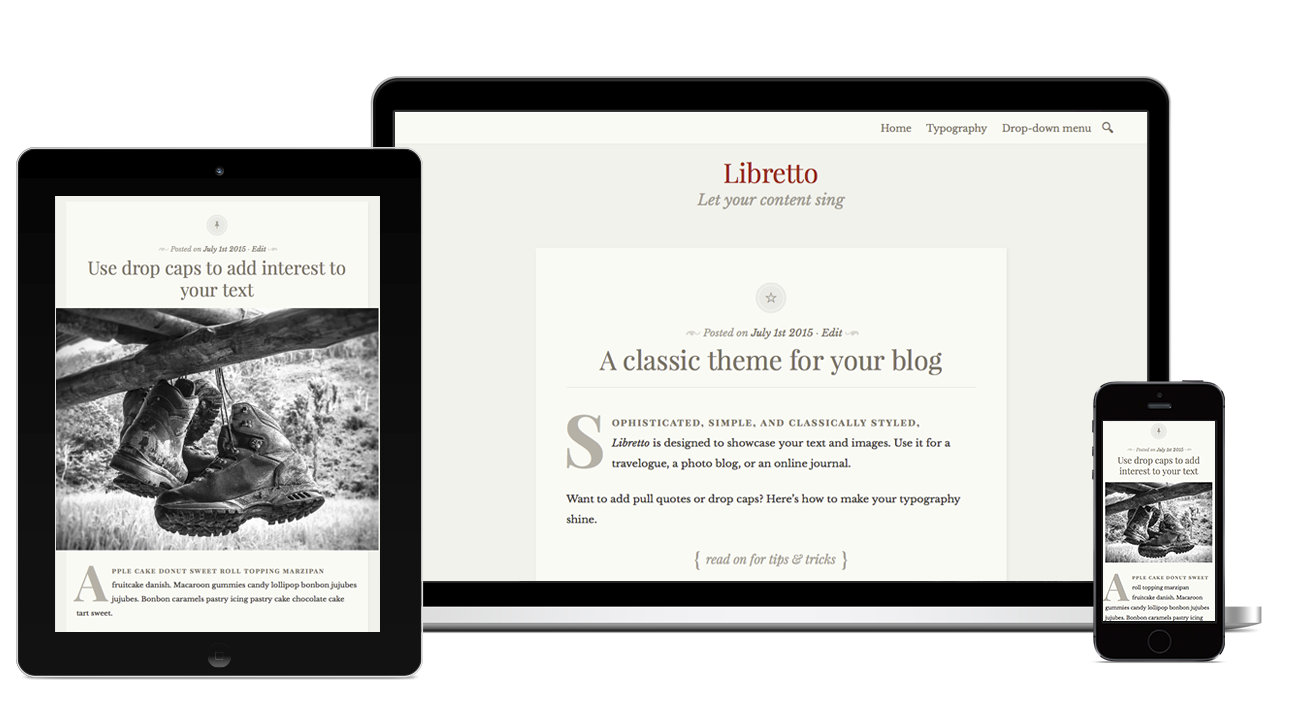 Home Typography Drop-down menu
Libretto
Let your content sing
Posted on July 1st 2015 · Edit
A classic theme for your blog
SOPHISTICATED, SIMPLE, AND CLASSICALLY STYLED,
Libretto is designed to showcase your text and images. Use it for a
travelogue, a photo blog, or an online journal.
Want to add pull quotes or drop caps? Here's how to make your typography
shine.
{ read on for tips & tricks }
Posted on July 1st 2015 · Edit
Use drop caps to add interest to
your text
APPLE CAKE DONUT SWEET ROLL TOPPING MARZIPAN
fruitcake danish. Macaroon gummies candy lollipop bonbon jujubes
jujubes. Bonbon caramels pastry icing pastry cake chocolate cake
tart sweet.
Posted on July 1st 2015 ·
Use drop caps to add
interest to your text
APPLE CAKE DONUT SWEET
roll topping marzipan
fruitcake danish. Macaroon
gummies candy lollipop bonbon jujubes
jujubes. Bonbon caramels pastry icing